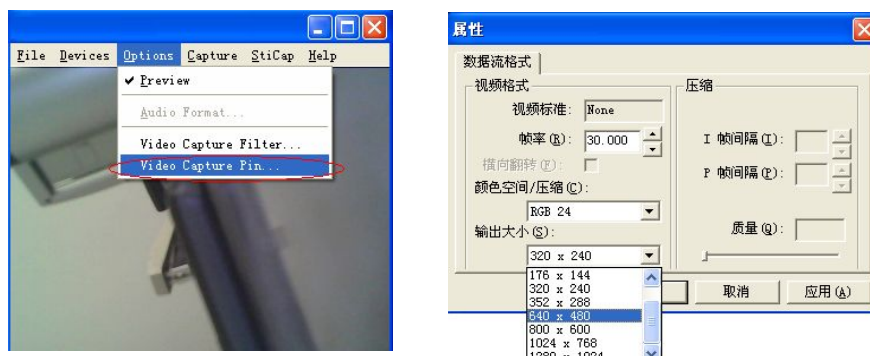 File Devices Options Capture StiCap Help
Preview
Audio Format...
Video Capture Filter...
Video Capture Pin...
属性
数据流格式
视频格式
视频标准: None
帧率(R): 30.000
横向翻转(F):
颜色空间/压缩(C):
RGB 24
输出大小(S):
320 x 240
176 x 144
320 x 240
352 x 288
640 x 480
800 x 600
1024 x 768
1280 x 1024
压缩
I 帧间隔(I):
P 帧间隔(P):
质量(Q):
取消
应用(A)